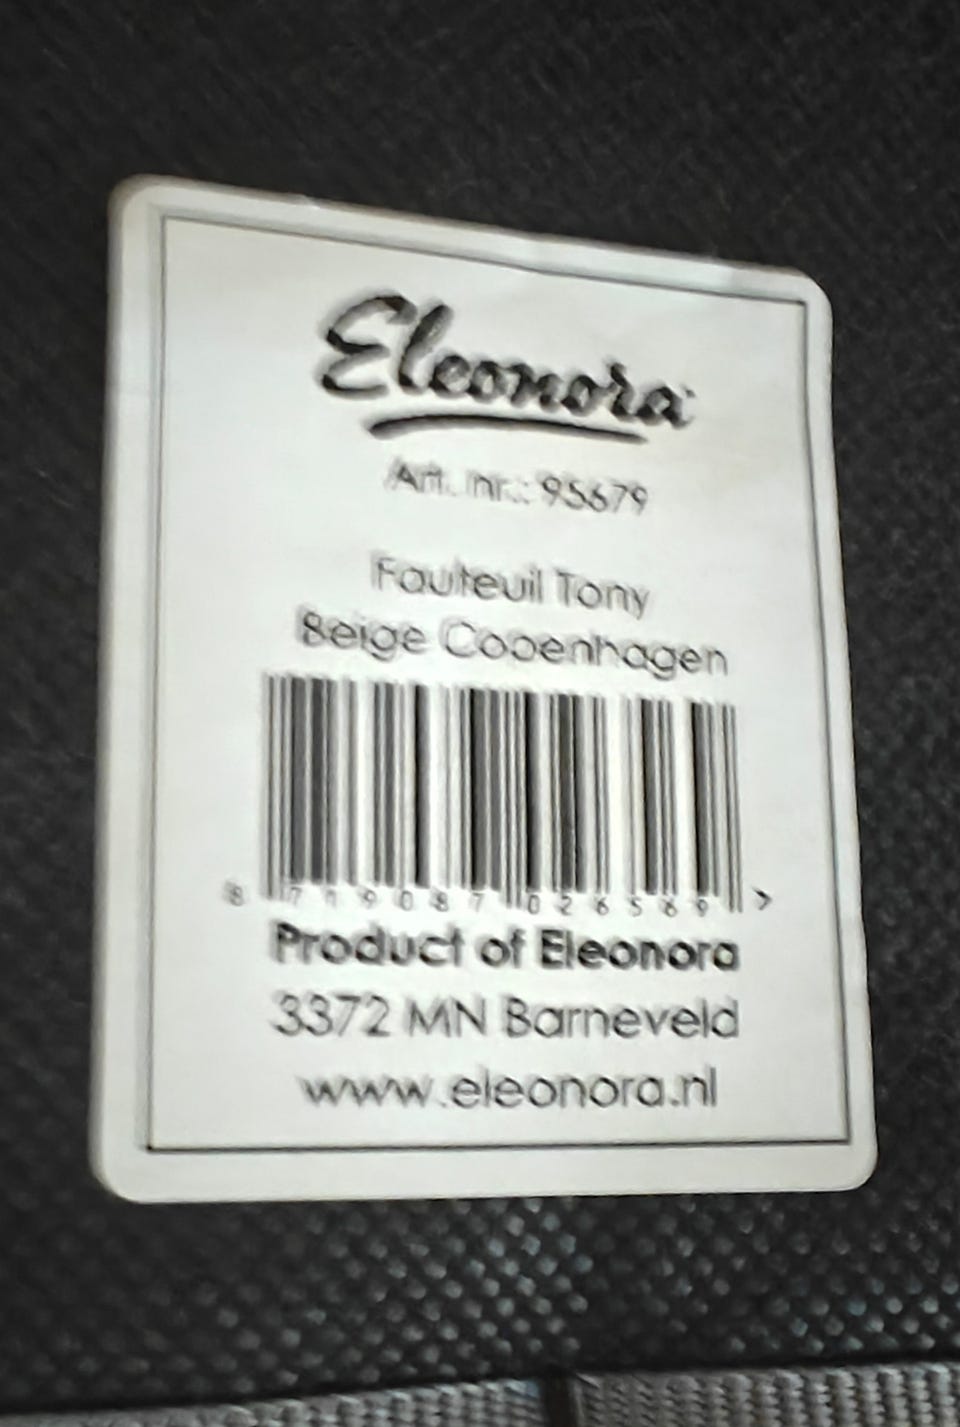 Eleonora
Art. nr.: 95679
Fauteuil Tony
Beige Copenhagen
8 719087 026569 >
Product of Eleonora
3372 MN Barneveld
www.eleonora.nl